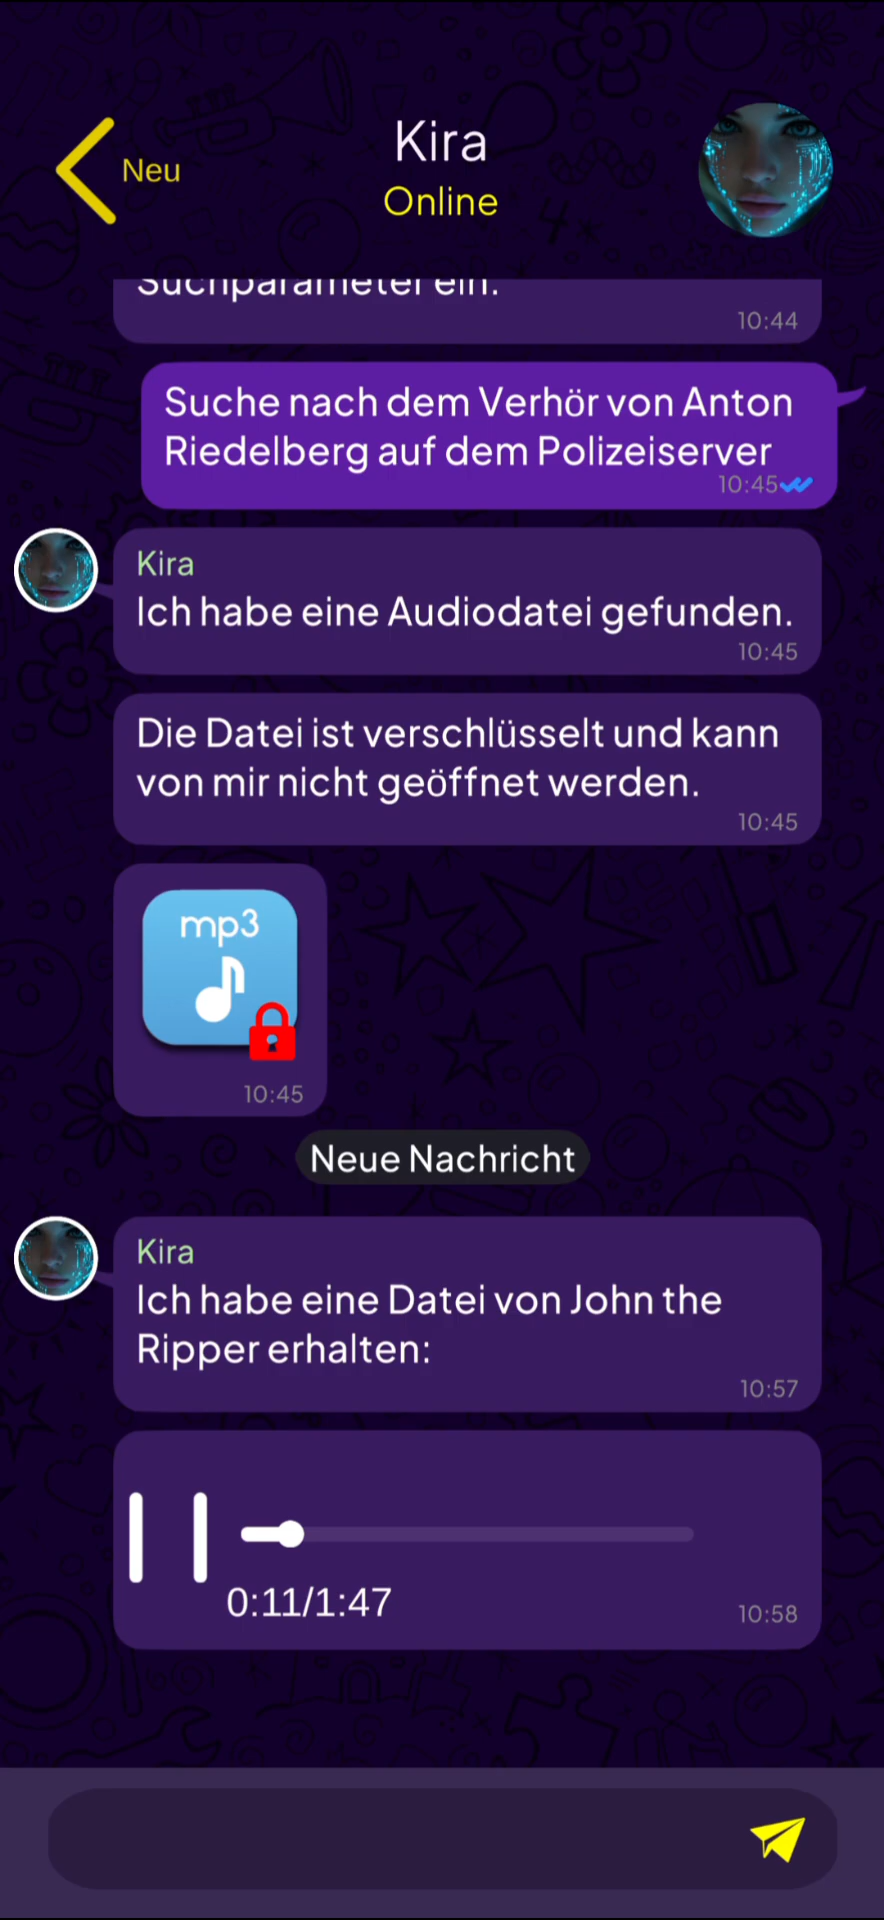 Neu
Kira
Online
Suchparameter ein.
10:44
Suche nach dem Verhör von Anton
Riedelberg auf dem Polizeiserver
10:45
Kira
Ich habe eine Audiodatei gefunden.
10:45
Die Datei ist verschlüsselt und kann
von mir nicht geöffnet werden.
10:45
mp3
10:45
Neue Nachricht
Kira
Ich habe eine Datei von John the
Ripper erhalten:
10:57
0:11/1:47
10:58